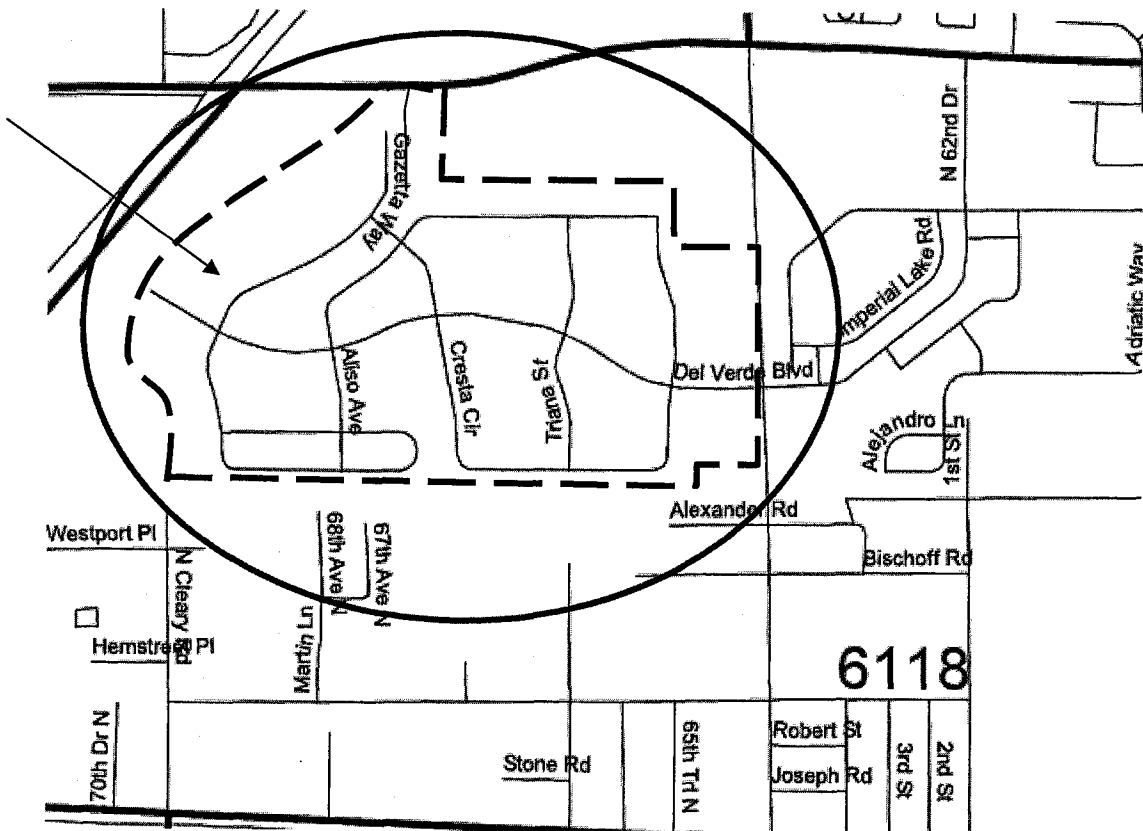 N 62nd Dr
Gazetta Way
Imperial Lake Rd
Adriatic Way
Del Verde Blvd
Aliso Ave
Cresta Cir
Triana St
Alejandro Ln
1st St
Alexander Rd
Westport Pl
68th Ave N
67th Ave N
Bischoff Rd
N Cleary Rd
Martin Ln
Hemstreet Pl
6118
70th Dr N
Stone Rd
65th Trl N
Robert St
3rd St
2nd St
Joseph Rd